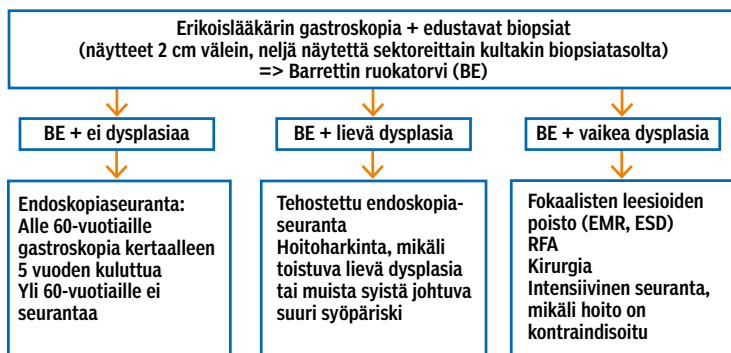 Erikoislääkärin gastroskopia + edustavat biopsiat
(näytteet 2 cm välein, neljä näytettä sektoreittain kultakin biopsiatasolta)
=> Barrettin ruokatorvi (BE)
BE + ei dysplasiaa
BE + lievä dysplasia
BE + vaikea dysplasia
Endoskopiaseuranta:
Alle 60-vuotiaille
gastroskopia kertaalleen
5 vuoden kuluttua
Yli 60-vuotiaille ei
seurantaa
Tehostettu endoskopia-
seuranta
Hoitoharkinta, mikäli
toistuva lievä dysplasia
tai muista syistä johtuva
suuri syöpäriski
Fokaalisten leesioiden
poisto (EMR, ESD)
RFA
Kirurgia
Intensiivinen seuranta,
mikäli hoito on
kontraindisoitu